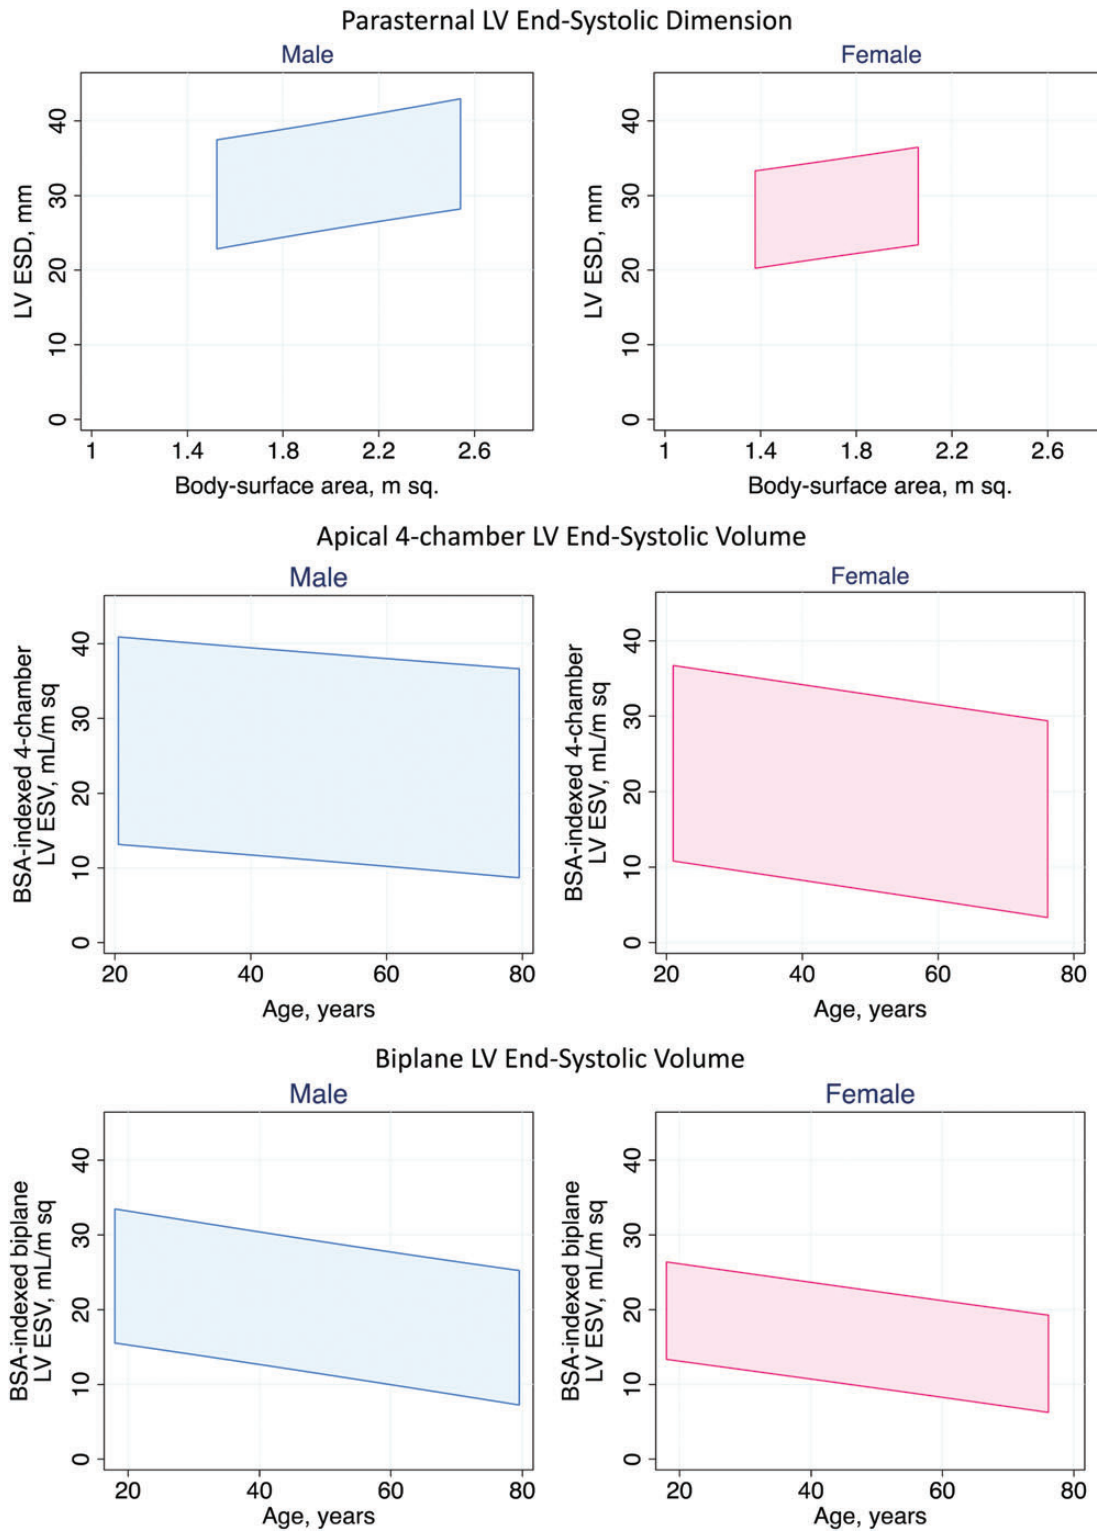 Parasternal LV End-Systolic Dimension
Male
Female
LV ESD, mm
40
30
20
10
0
1 1.4 1.8 2.2 2.6
Body-surface area, m sq.
LV ESD, mm
40
30
20
10
0
1 1.4 1.8 2.2 2.6
Body-surface area, m sq.
Apical 4-chamber LV End-Systolic Volume
Male
Female
BSA-indexed 4-chamber
LV ESV, mL/m sq
40
30
20
10
0
20 40 60 80
Age, years
BSA-indexed 4-chamber
LV ESV, mL/m sq
40
30
20
10
0
20 40 60 80
Age, years
Biplane LV End-Systolic Volume
Male
Female
BSA-indexed biplane
LV ESV, mL/m sq
40
30
20
10
0
20 40 60 80
Age, years
BSA-indexed biplane
LV ESV, mL/m sq
40
30
20
10
0
20 40 60 80
Age, years